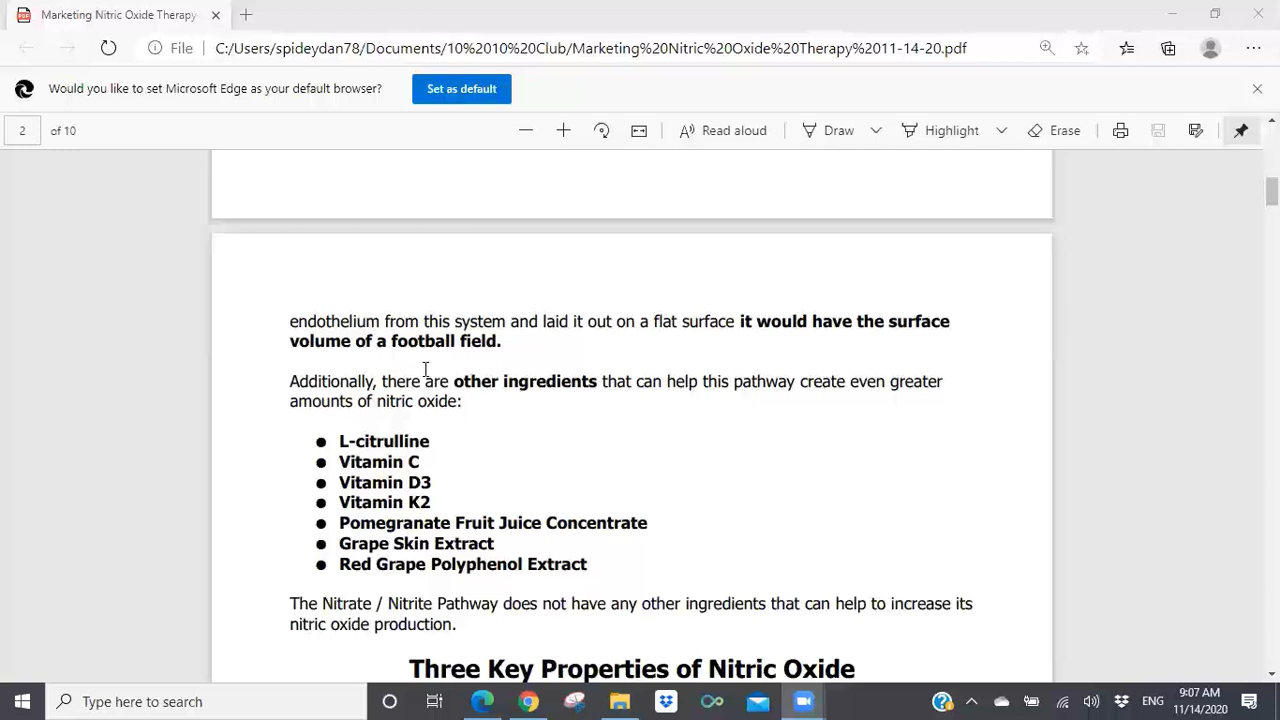 Marketing Nitric Oxide Therapy
File
C:/Users/spideydan78/Documents/10%2010%20Club/Marketing%20Nitric%20Oxide%20Therapy%2011-14-20.pdf
Would you like to set Microsoft Edge as your default browser?
Set as default
2 of 10
Read aloud
Draw
Highlight
Erase
endothelium from this system and laid it out on a flat surface it would have the surface
volume of a football field.
Additionally, there are other ingredients that can help this pathway create even greater
amounts of nitric oxide:
● L-citrulline
● Vitamin C
● Vitamin D3
● Vitamin K2
● Pomegranate Fruit Juice Concentrate
● Grape Skin Extract
● Red Grape Polyphenol Extract
The Nitrate / Nitrite Pathway does not have any other ingredients that can help to increase its
nitric oxide production.
Three Key Properties of Nitric Oxide
Type here to search
ENG
9:07 AM
11/14/2020